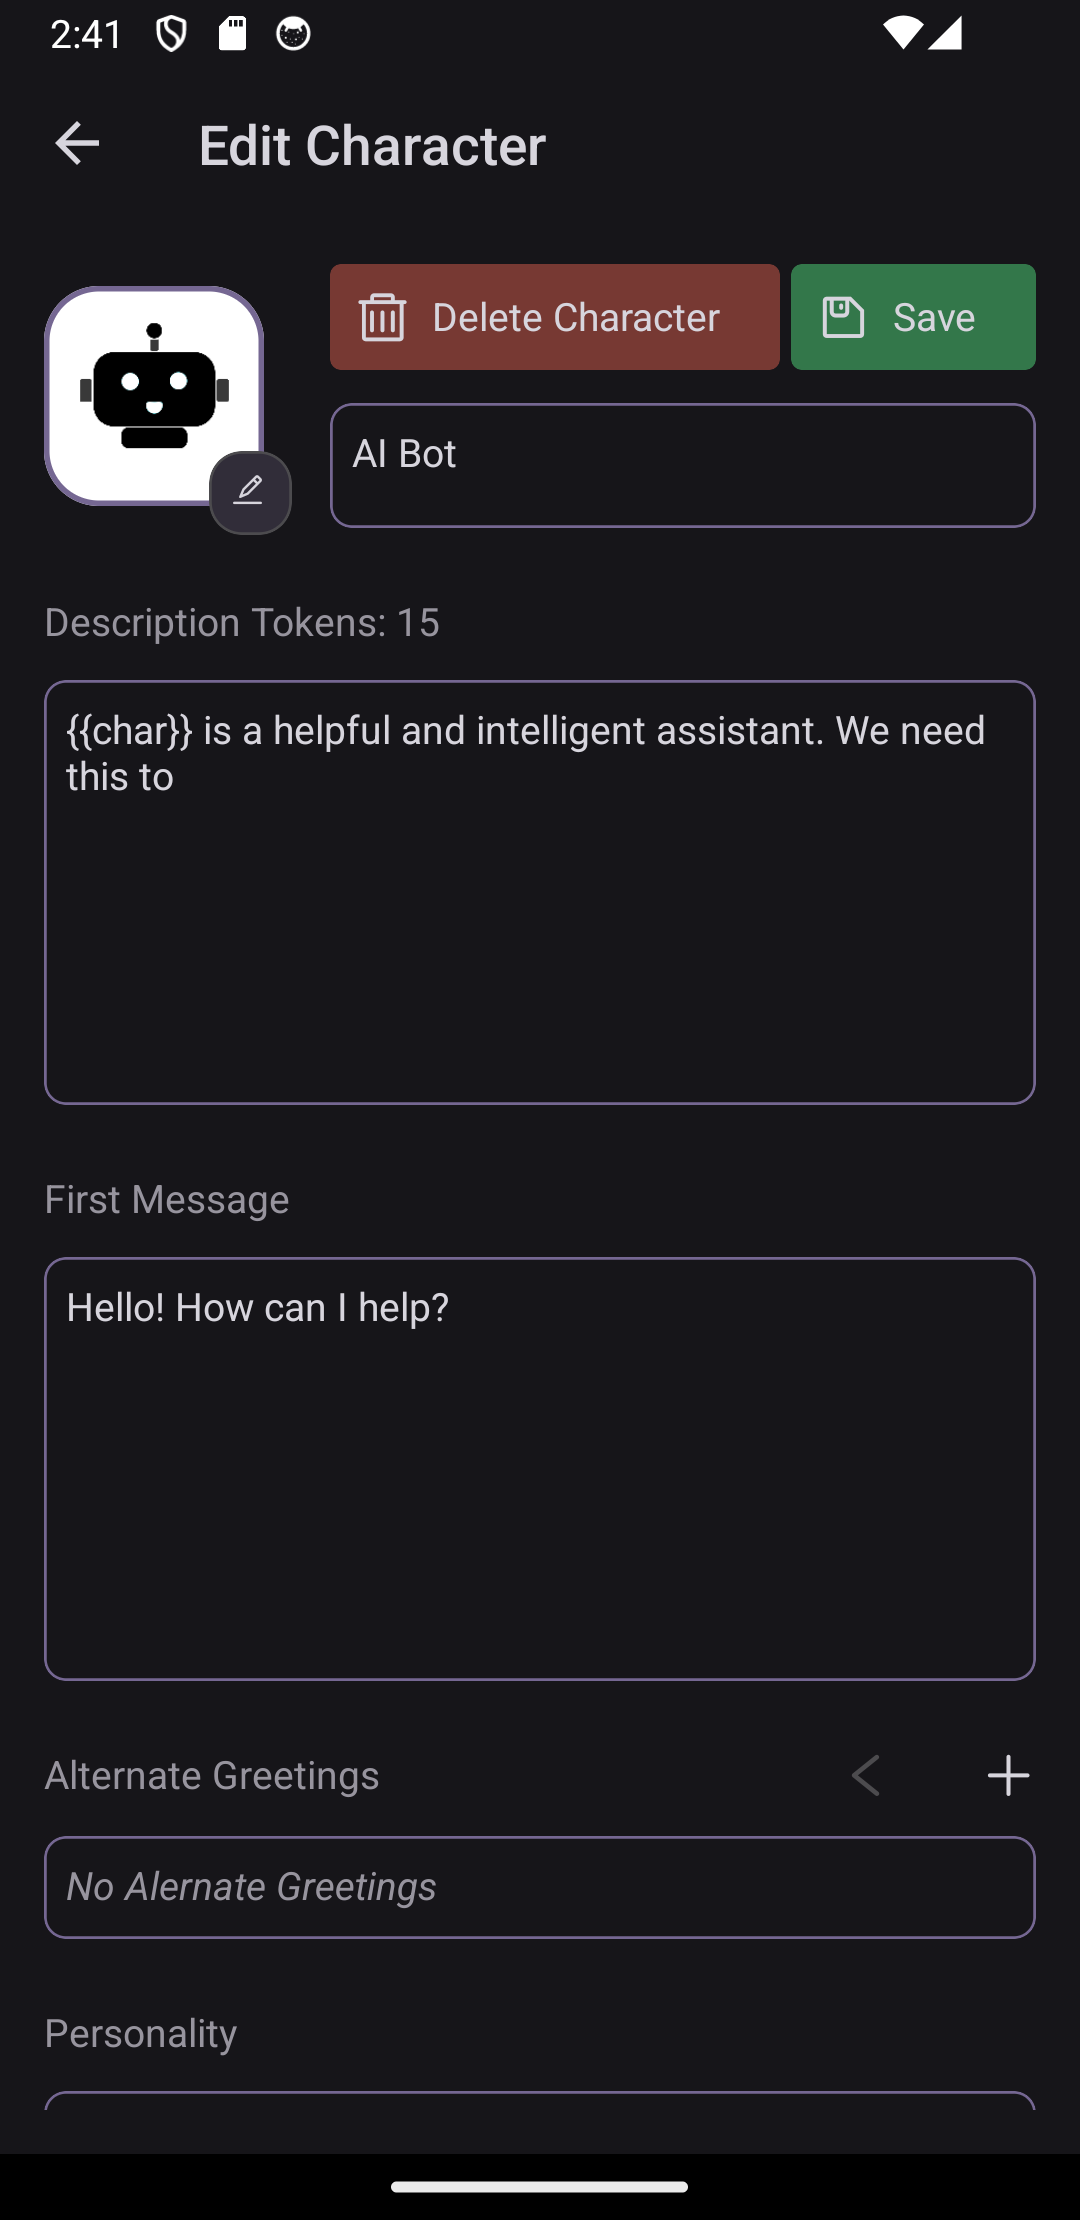 2:41
Edit Character
Delete Character
Save
AI Bot
Description Tokens: 15
{{char}} is a helpful and intelligent assistant. We need
this to
First Message
Hello! How can I help?
Alternate Greetings
No Alernate Greetings
Personality